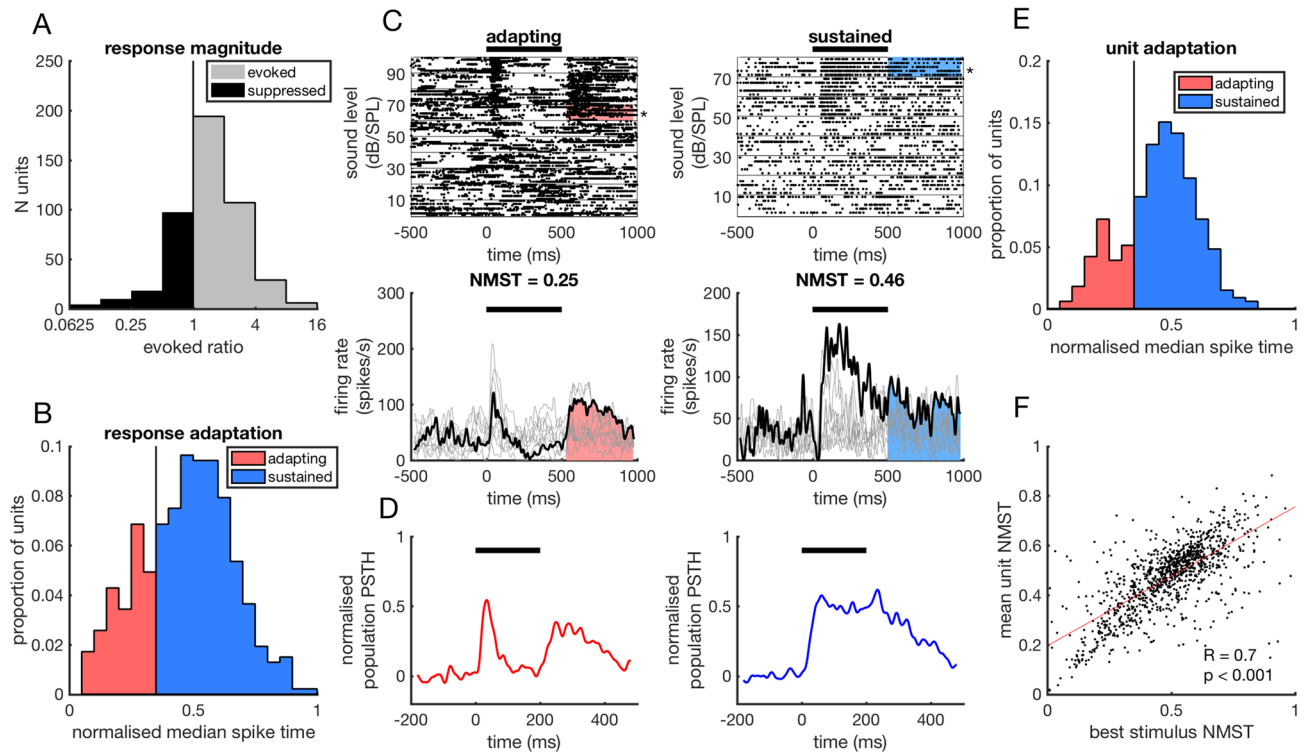 A
response magnitude
evoked
suppressed
N units
250
200
150
100
50
0
0.0625
0.25
1
4
16
evoked ratio
B
response adaptation
adapting
sustained
proportion of units
0.1
0.08
0.06
0.04
0.02
0
0
0.5
1
normalised median spike time
C
adapting
sound level
(dB/SPL)
90
70
50
30
10
*
-500
0
500
1000
time (ms)
sustained
sound level
(dB/SPL)
70
50
30
10
*
-500
0
500
1000
time (ms)
NMST = 0.25
firing rate
(spikes/s)
300
200
100
0
-500
0
500
1000
time (ms)
NMST = 0.46
firing rate
(spikes/s)
200
150
100
50
0
-500
0
500
1000
time (ms)
D
normalised
population PSTH
1
0.5
0
-200
0
200
400
time (ms)
normalised
population PSTH
1
0.5
0
-200
0
200
400
time (ms)
E
unit adaptation
adapting
sustained
proportion of units
0.2
0.15
0.1
0.05
0
0
0.5
1
normalised median spike time
F
mean unit NMST
1
0.8
0.6
0.4
0.2
0
R = 0.7
p < 0.001
0
0.5
1
best stimulus NMST